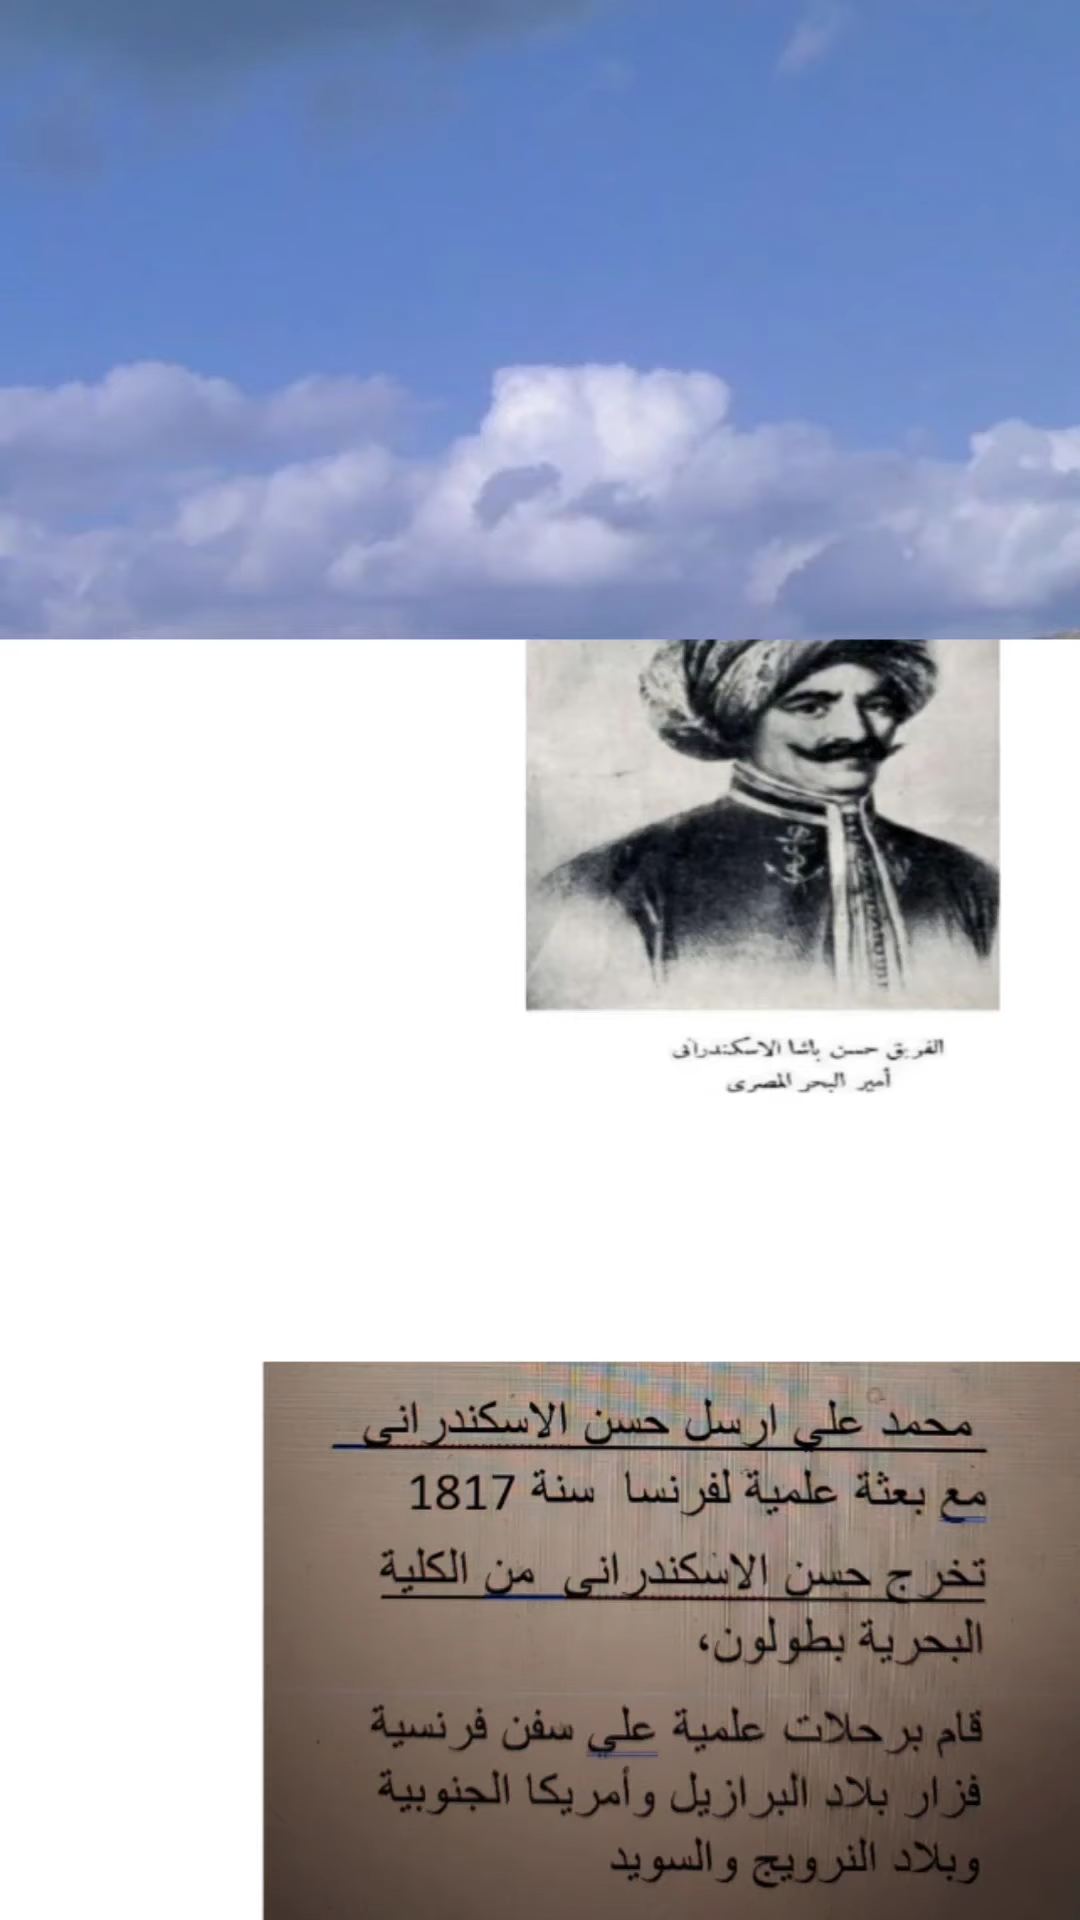 الفريق حسن باشا الاسكندرانى
أمير البحر المصرى
محمد علي ارسل حسن الاسكندرانى
مع بعثة علمية لفرنسا سنة 1817
تخرج حسن الاسكندرانى من الكلية
البحرية بطولون،
قام برحلات علمية علي سفن فرنسية
فزار بلاد البرازيل وأمريكا الجنوبية
وبلاد النرويج والسويد